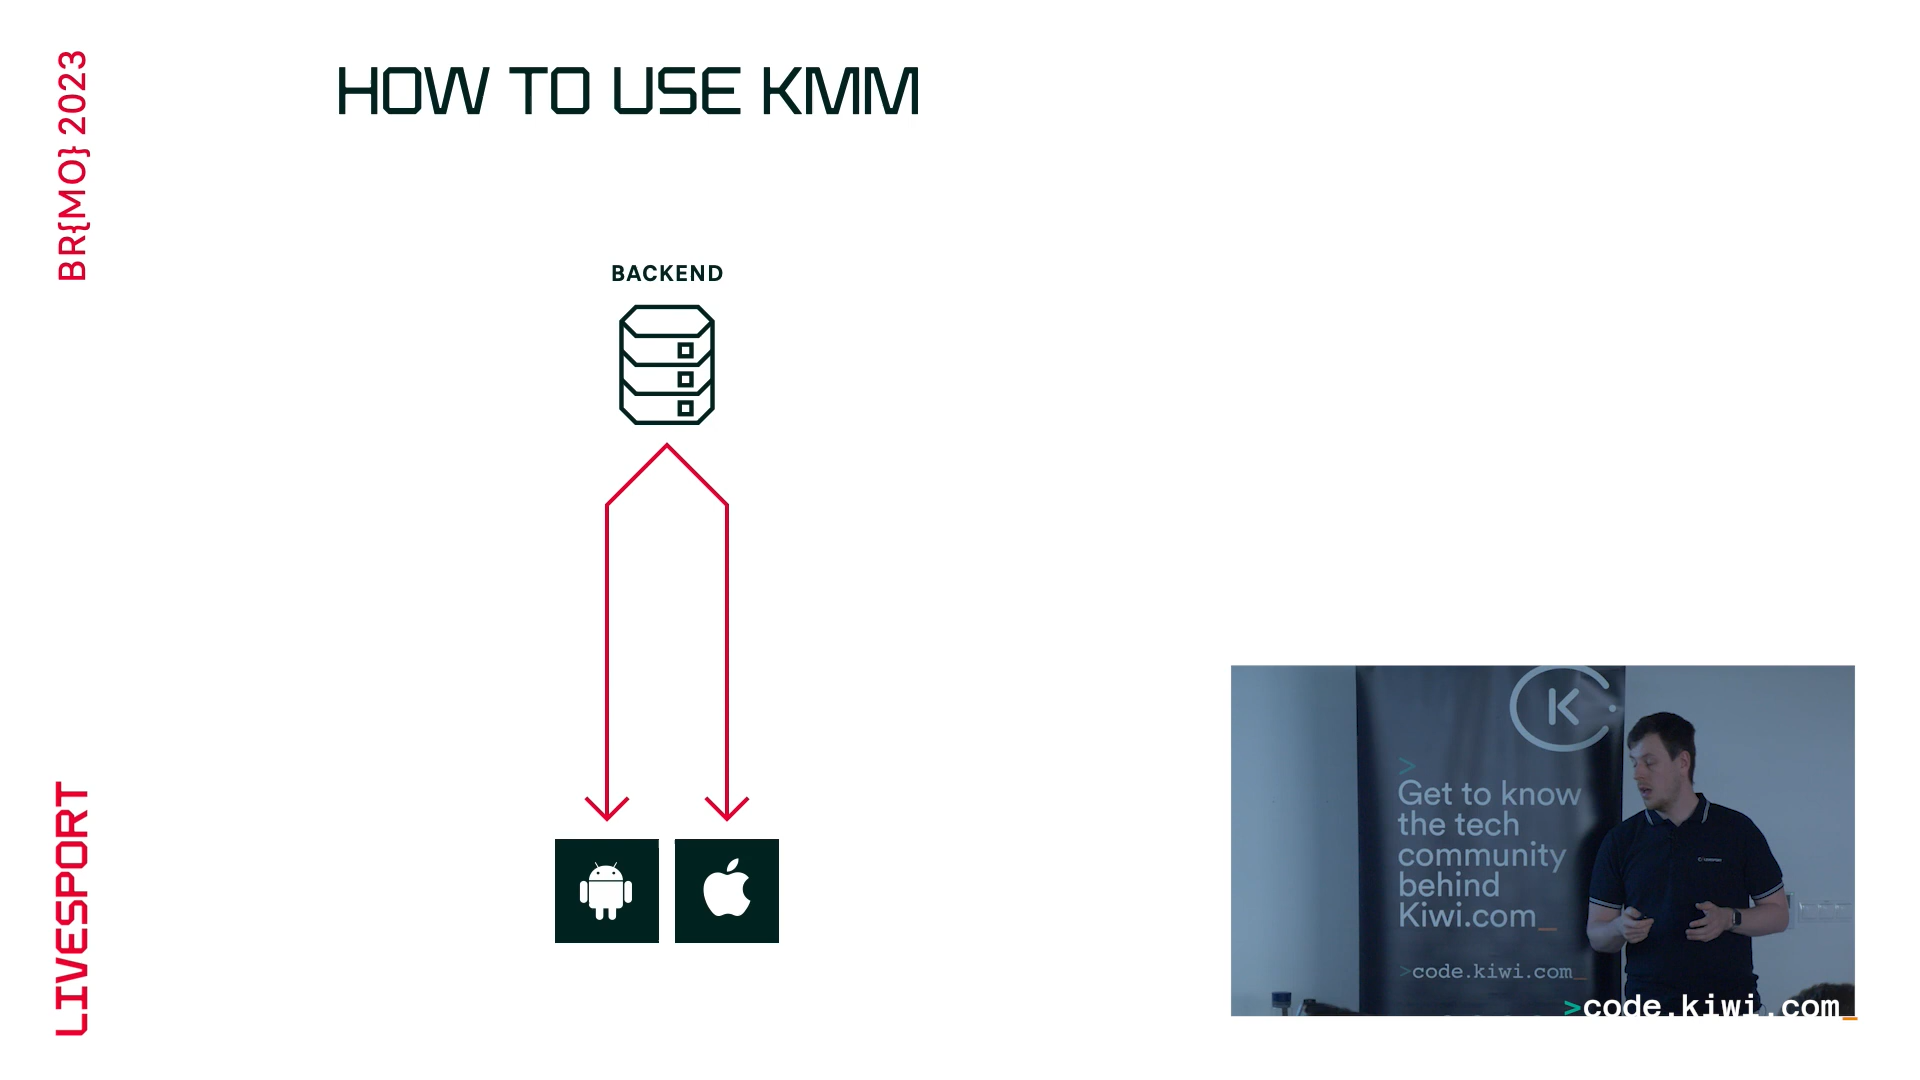 BR{MO} 2023
LIVESPORT
HOW TO USE KMM
BACKEND
K
>
Get to know
the tech
community
behind
Kiwi.com_
>code.kiwi.com_
>code.kiwi.com_